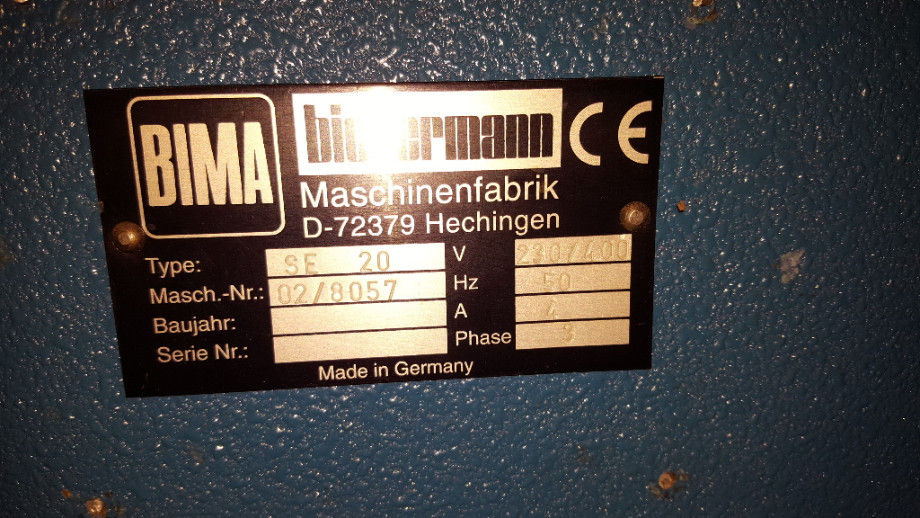 BIMA
Maschinenfabrik
D-72379 Hechingen
CE
Type: SE 20
Masch.-Nr.: 02/8057
Baujahr:
Serie Nr.:
V 230/400
Hz 50
A 4
Phase 3
Made in Germany